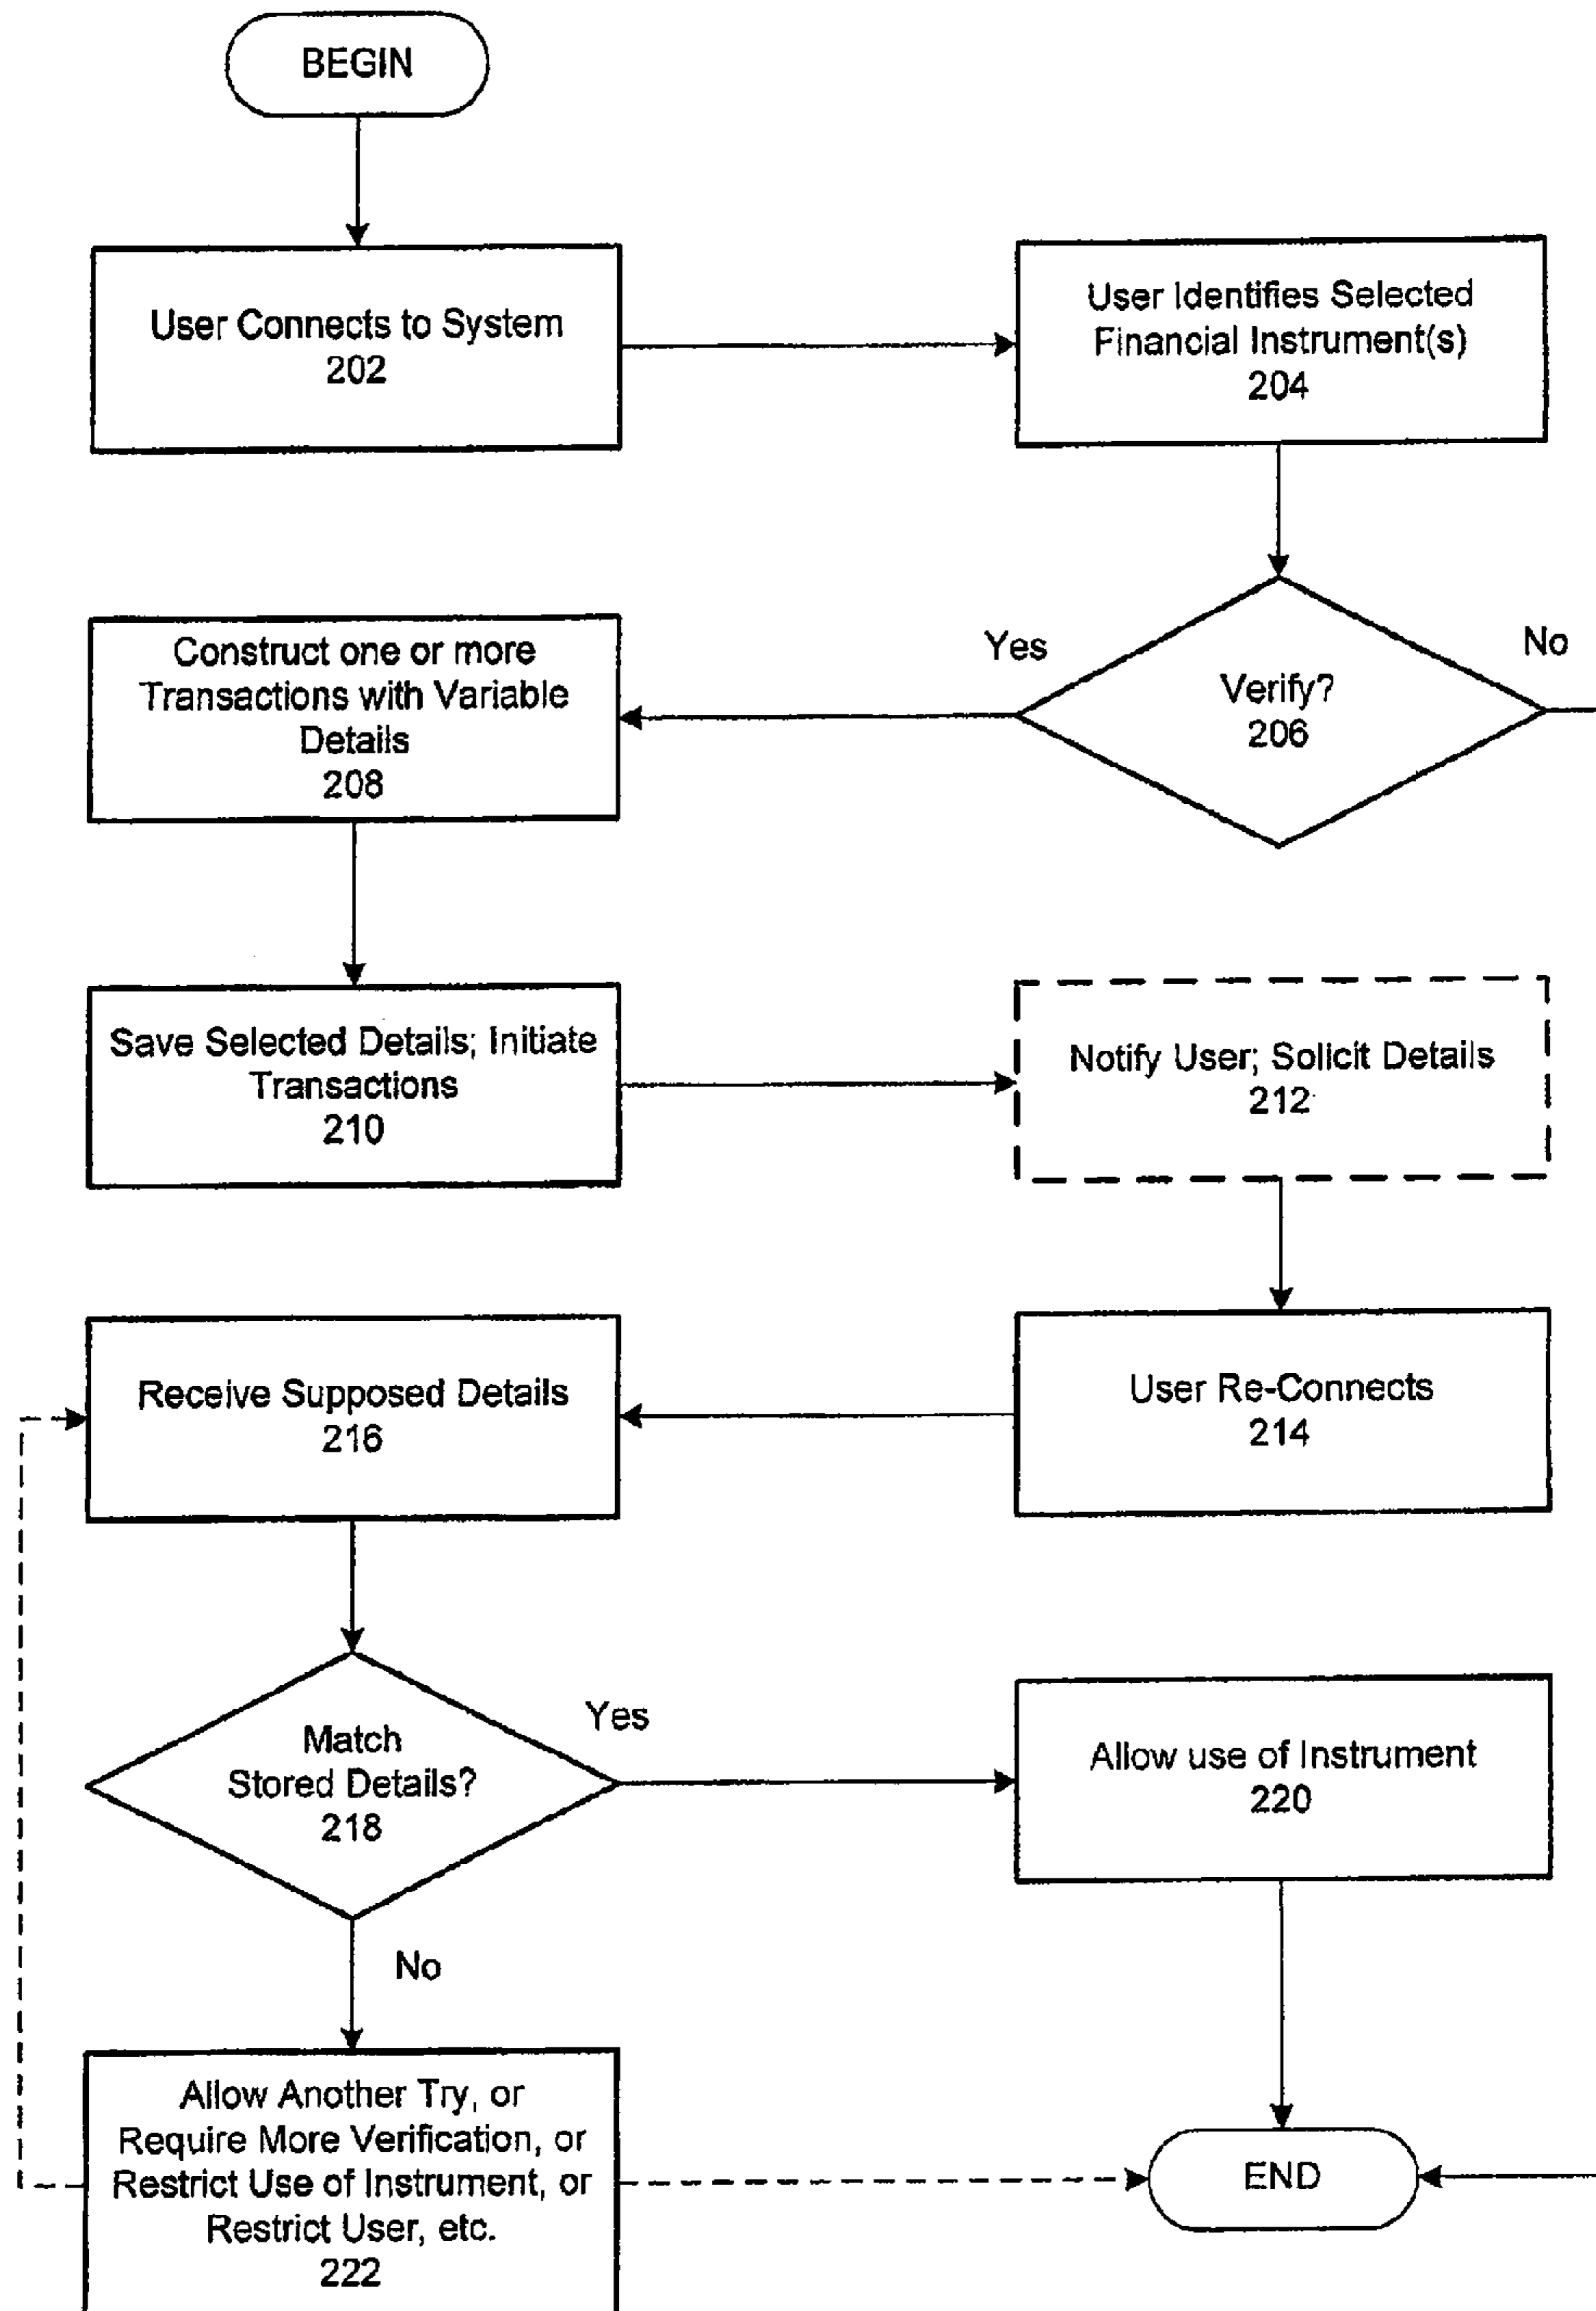 BEGIN
User Connects to System
202
User Identifies Selected
Financial Instrument(s)
204
Verify?
206
Yes
No
Construct one or more
Transactions with Variable
Details
208
Save Selected Details; Initiate
Transactions
210
Notify User; Solicit Details
212
User Re-Connects
214
Receive Supposed Details
216
Match
Stored Details?
218
Yes
No
Allow use of Instrument
220
Allow Another Try, or
Require More Verification, or
Restrict Use of Instrument, or
Restrict User, etc.
222
END